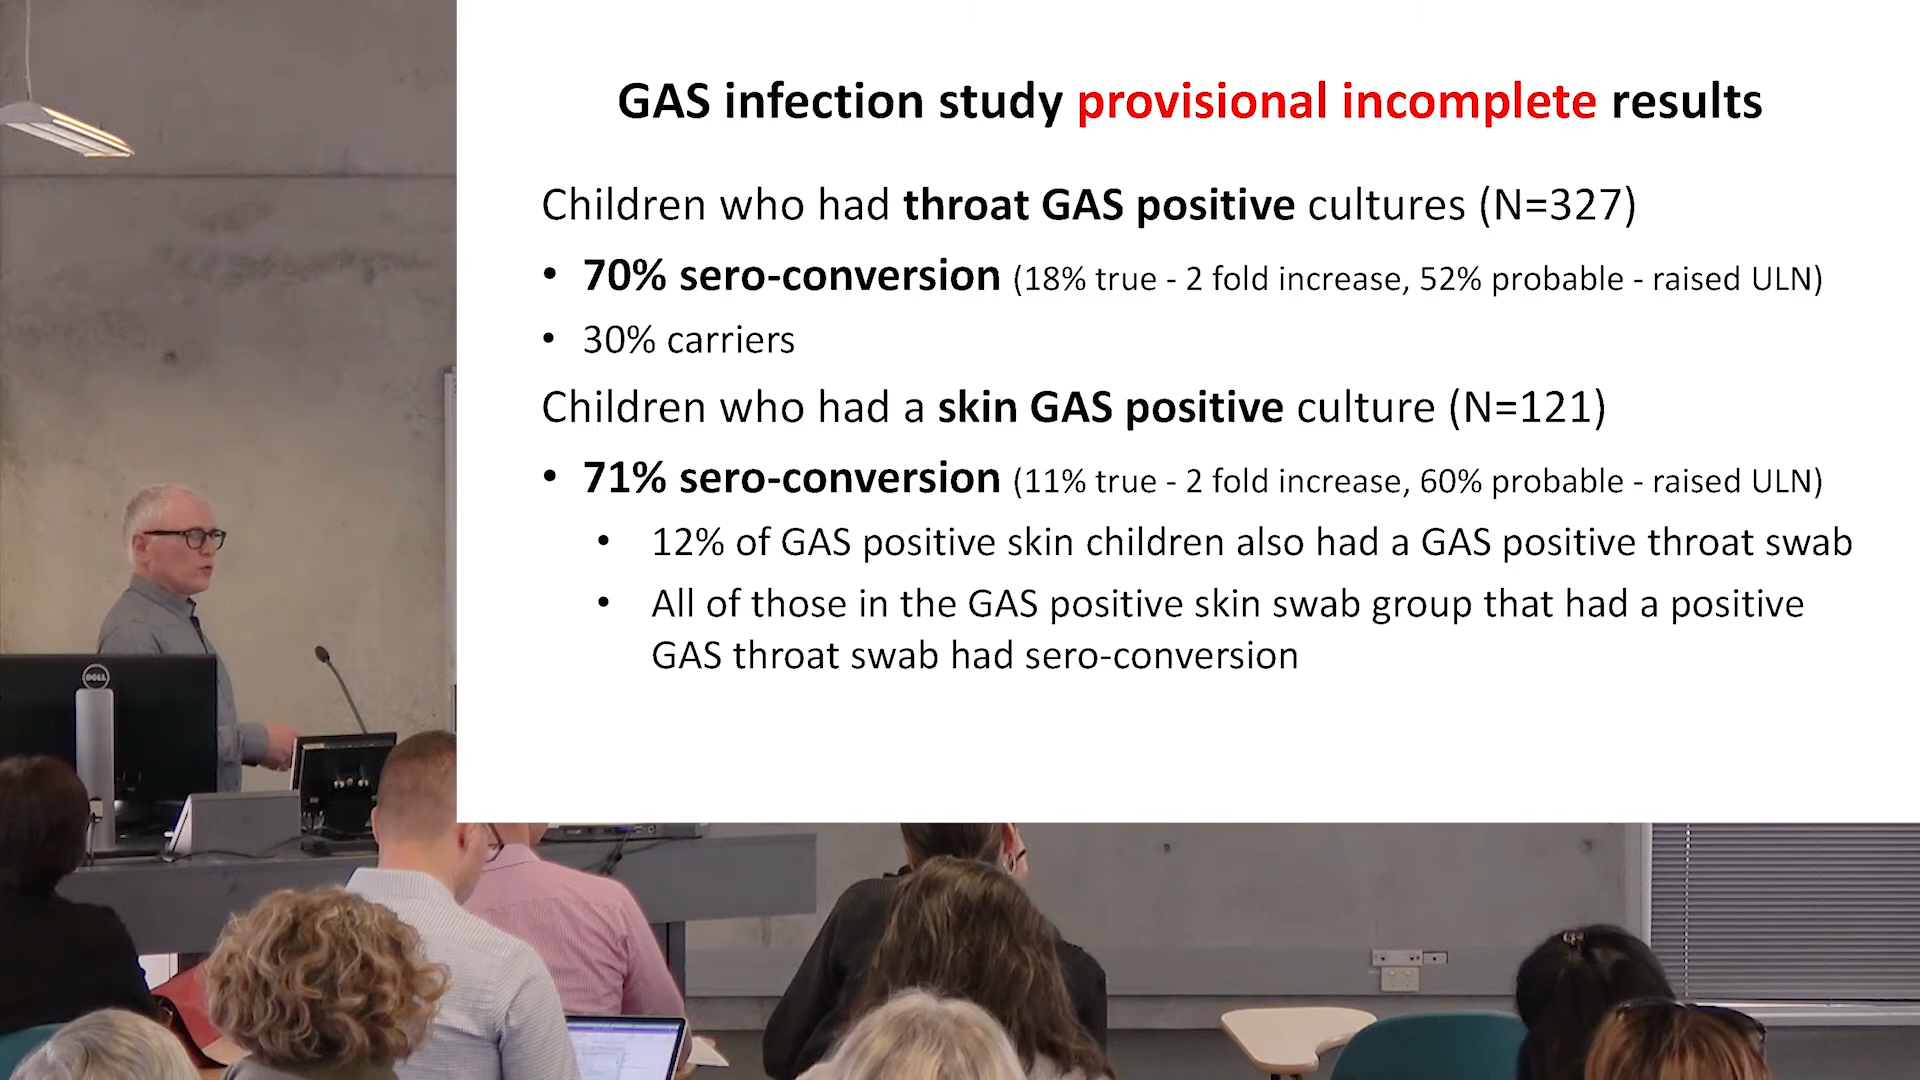 GAS infection study provisional incomplete results
Children who had throat GAS positive cultures (N=327)
• 70% sero-conversion (18% true - 2 fold increase, 52% probable - raised ULN)
• 30% carriers
Children who had a skin GAS positive culture (N=121)
• 71% sero-conversion (11% true - 2 fold increase, 60% probable - raised ULN)
• 12% of GAS positive skin children also had a GAS positive throat swab
• All of those in the GAS positive skin swab group that had a positive
GAS throat swab had sero-conversion
DELL